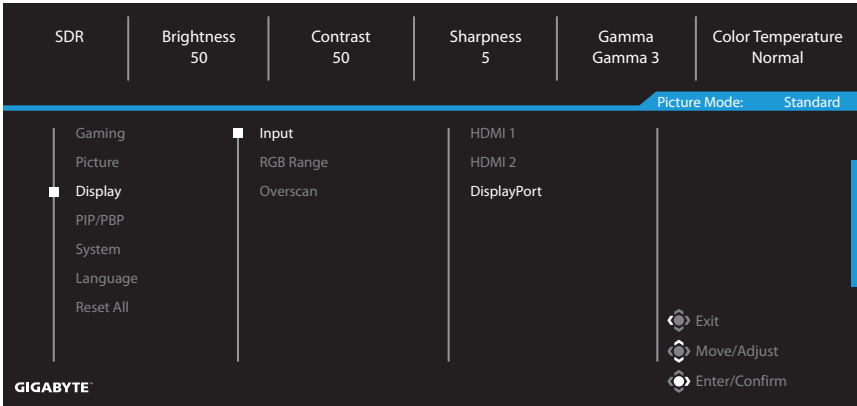 SDR
Brightness
50
Contrast
50
Sharpness
5
Gamma
Gamma 3
Color Temperature
Normal
Picture Mode: Standard
Gaming
Picture
Display
PIP/PBP
System
Language
Reset All
Input
RGB Range
Overscan
HDMI 1
HDMI 2
DisplayPort
Exit
Move/Adjust
Enter/Confirm
GIGABYTE™